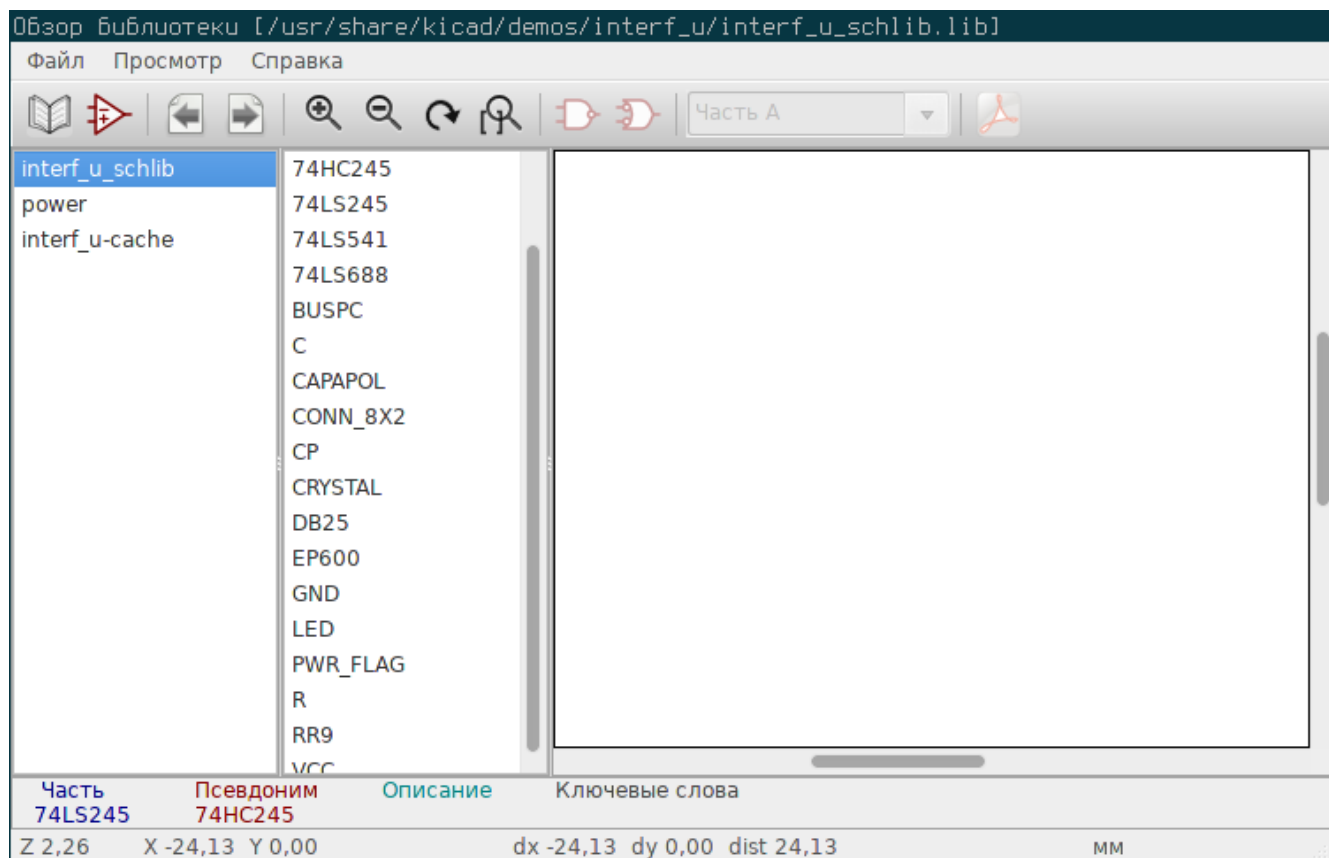 Обзор библиотеки [/usr/share/kicad/demos/interf_u/interf_u_schlib.lib]
Файл Просмотр Справка
Часть A
interf_u_schlib
power
interf_u-cache
74HC245
74LS245
74LS541
74LS688
BUSPC
C
CAPAPOL
CONN_8X2
CP
CRYSTAL
DB25
EP600
GND
LED
PWR_FLAG
R
RR9
VCC
Часть Псевдоним Описание Ключевые слова
74LS245 74HC245
Z 2,26 X -24,13 Y 0,00 dx -24,13 dy 0,00 dist 24,13 мм